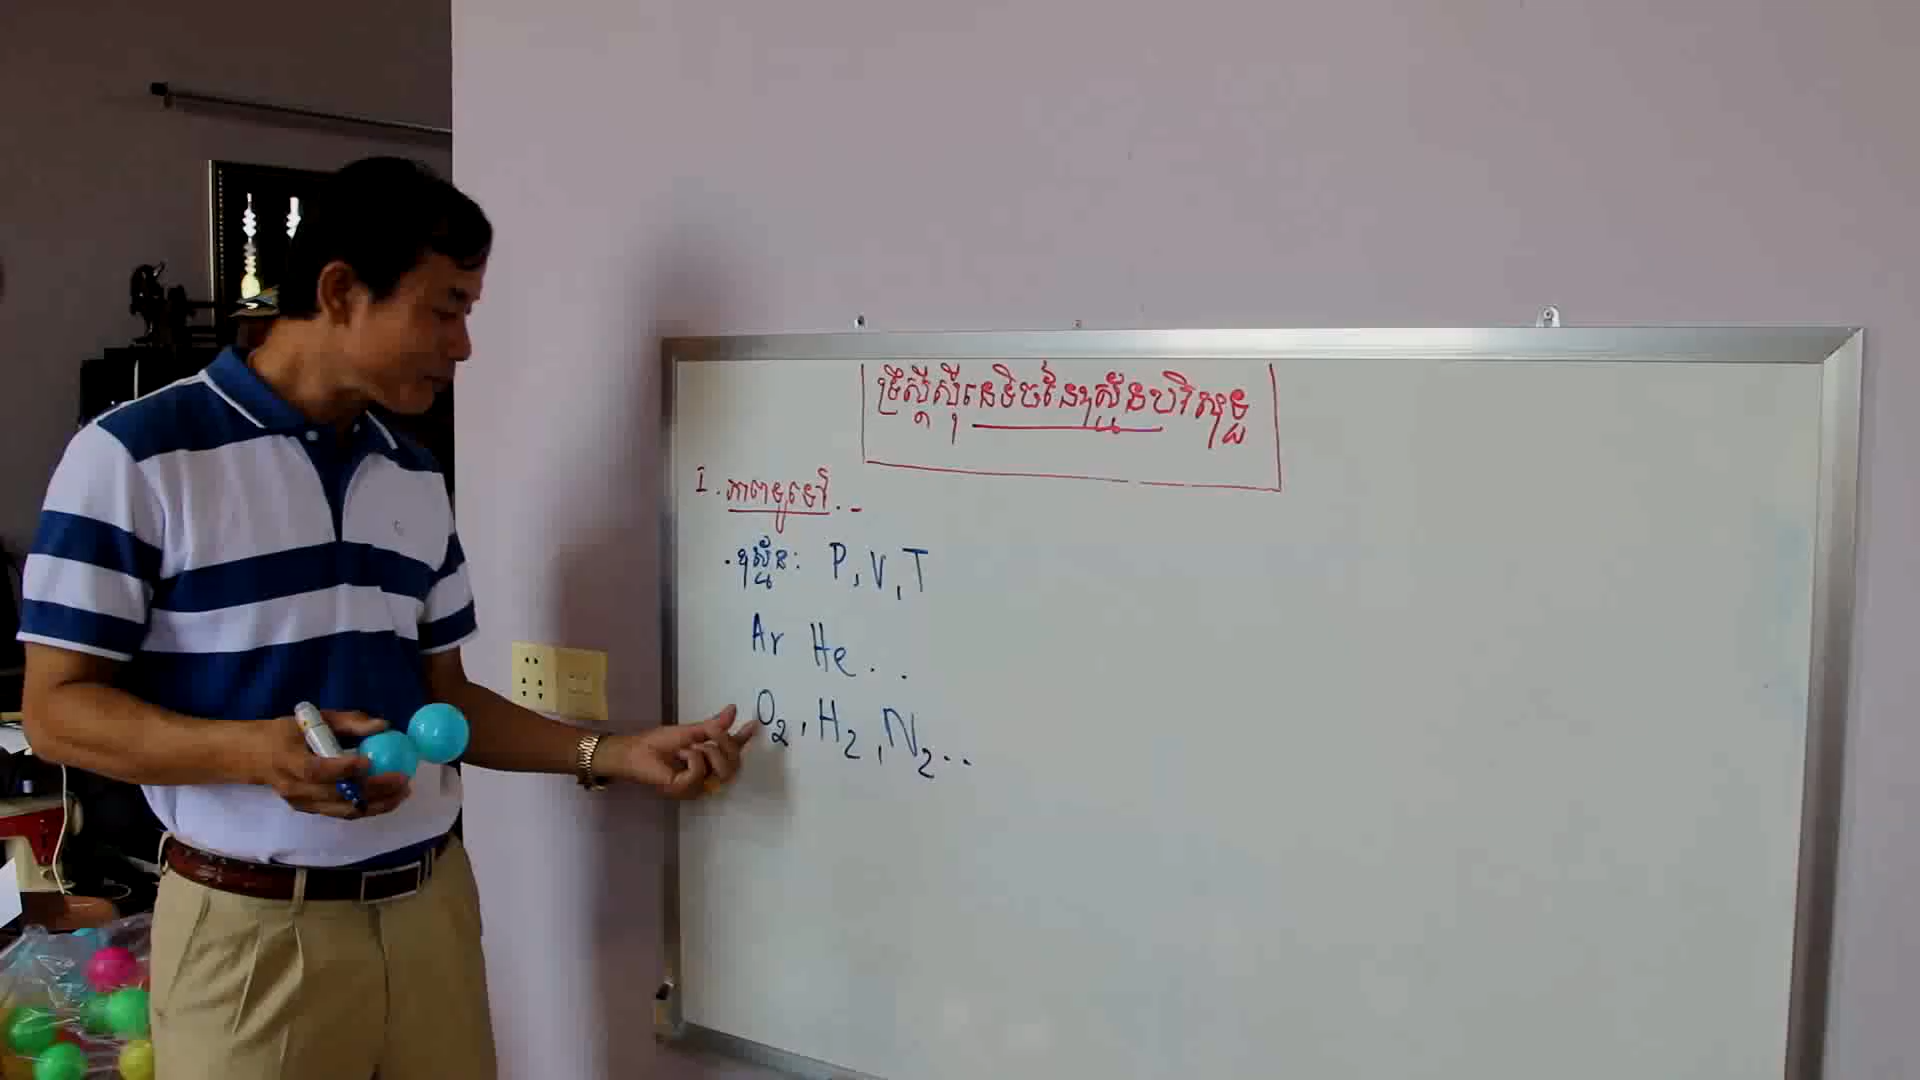 ទ្រឹស្តីស៊ីនេទិចនៃឧស្ម័នបរិសុទ្ធ
I. ភាពទូទៅ.-
. ឧស្ម័ន: P, V, T
Ar He ..
O₂, H₂, N₂..